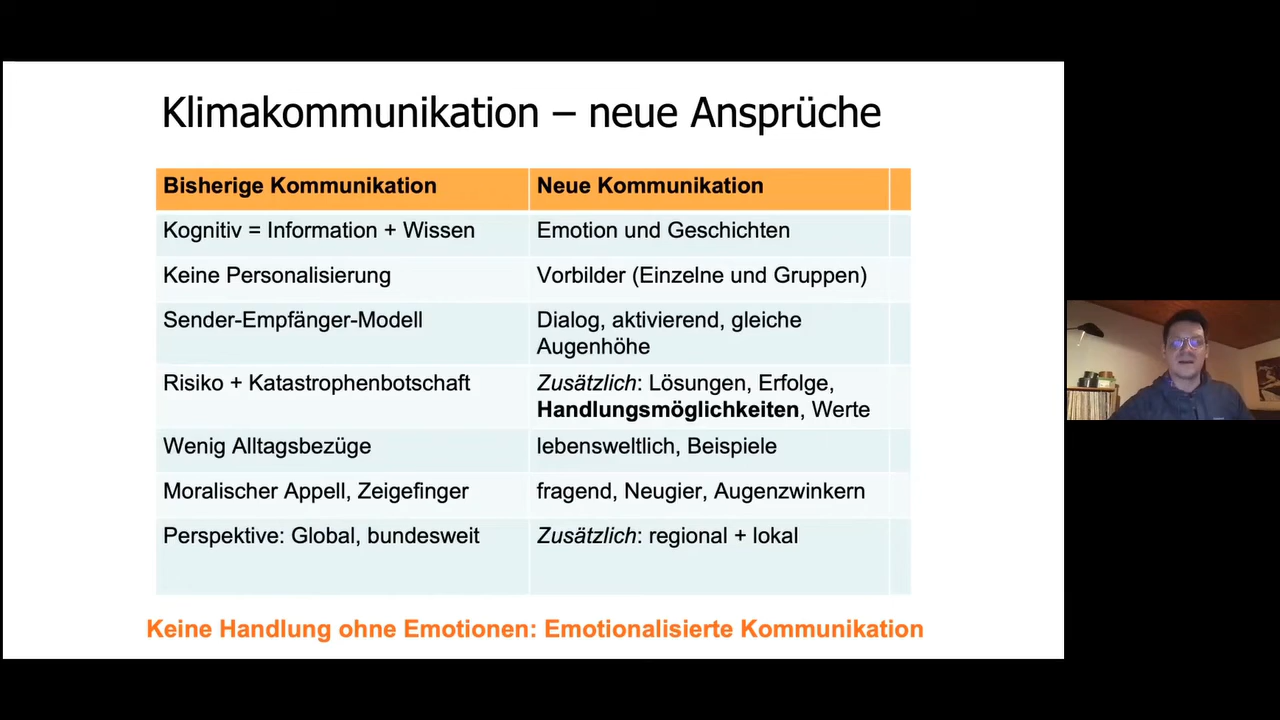 Klimakommunikation – neue Ansprüche
Bisherige Kommunikation
Neue Kommunikation
Kognitiv = Information + Wissen
Emotion und Geschichten
Keine Personalisierung
Vorbilder (Einzelne und Gruppen)
Sender-Empfänger-Modell
Dialog, aktivierend, gleiche
Augenhöhe
Risiko + Katastrophenbotschaft
Zusätzlich: Lösungen, Erfolge,
Handlungsmöglichkeiten, Werte
Wenig Alltagsbezüge
lebensweltlich, Beispiele
Moralischer Appell, Zeigefinger
fragend, Neugier, Augenzwinkern
Perspektive: Global, bundesweit
Zusätzlich: regional + lokal
Keine Handlung ohne Emotionen: Emotionalisierte Kommunikation